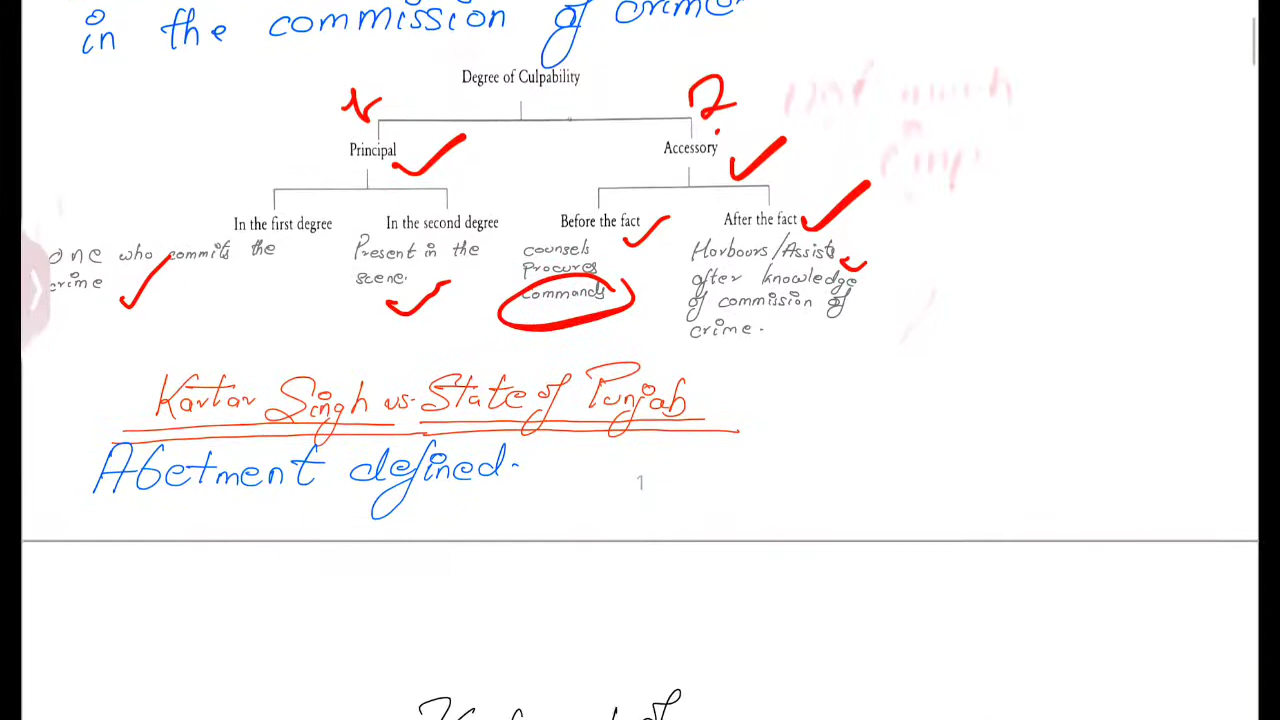 in the commission of crime.
Degree of Culpability
Principal
Accessory
In the first degree
In the second degree
Before the fact
After the fact
one who commits the
crime
Present in the
scene.
counsels
Procures
commands
Harbours/Assists
after knowledge
of commission of
crime.
Kartar Singh vs. State of Punjab
Abetment defined.
1